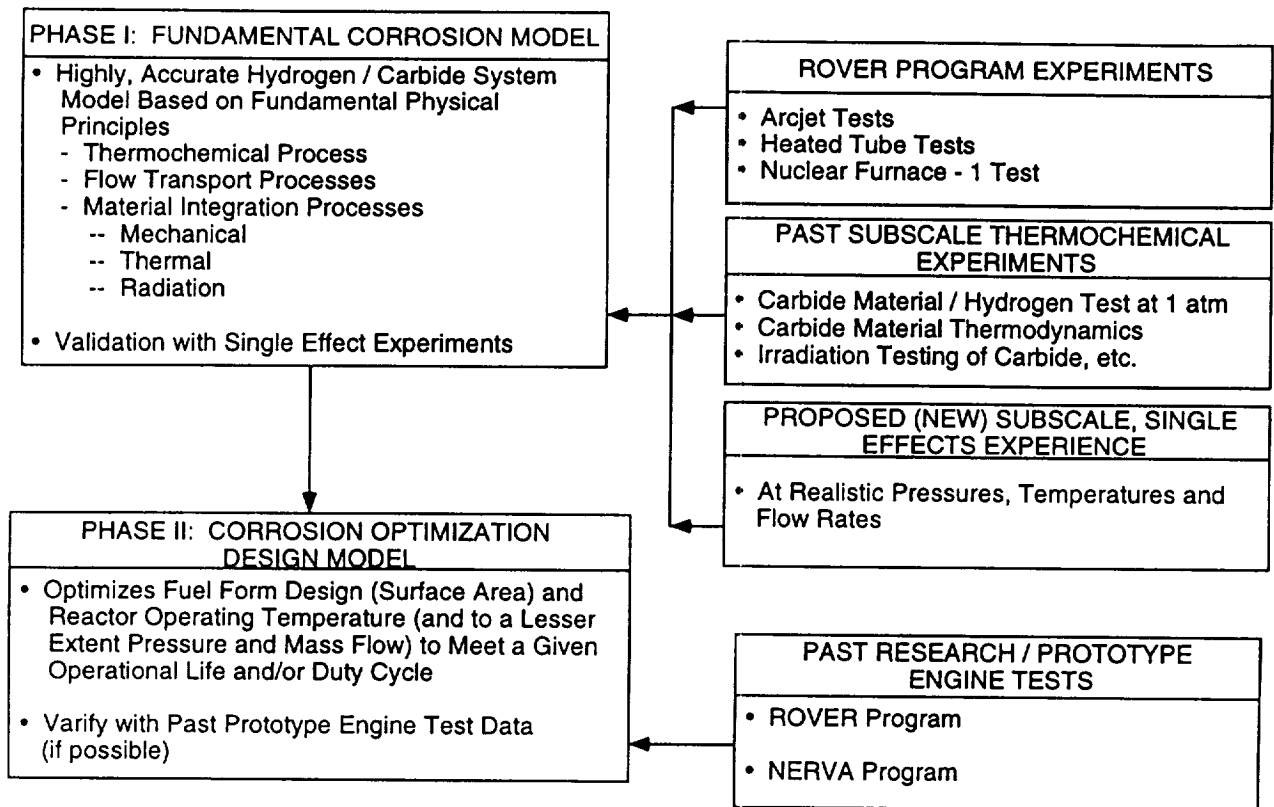 PHASE I: FUNDAMENTAL CORROSION MODEL
• Highly, Accurate Hydrogen / Carbide System
Model Based on Fundamental Physical
Principles
- Thermochemical Process
- Flow Transport Processes
- Material Integration Processes
-- Mechanical
-- Thermal
-- Radiation
• Validation with Single Effect Experiments
ROVER PROGRAM EXPERIMENTS
• Arcjet Tests
• Heated Tube Tests
• Nuclear Furnace - 1 Test
PAST SUBSCALE THERMOCHEMICAL
EXPERIMENTS
• Carbide Material / Hydrogen Test at 1 atm
• Carbide Material Thermodynamics
• Irradiation Testing of Carbide, etc.
PROPOSED (NEW) SUBSCALE, SINGLE
EFFECTS EXPERIENCE
• At Realistic Pressures, Temperatures and
Flow Rates
PHASE II: CORROSION OPTIMIZATION
DESIGN MODEL
• Optimizes Fuel Form Design (Surface Area) and
Reactor Operating Temperature (and to a Lesser
Extent Pressure and Mass Flow) to Meet a Given
Operational Life and/or Duty Cycle
• Varify with Past Prototype Engine Test Data
(if possible)
PAST RESEARCH / PROTOTYPE
ENGINE TESTS
• ROVER Program
• NERVA Program